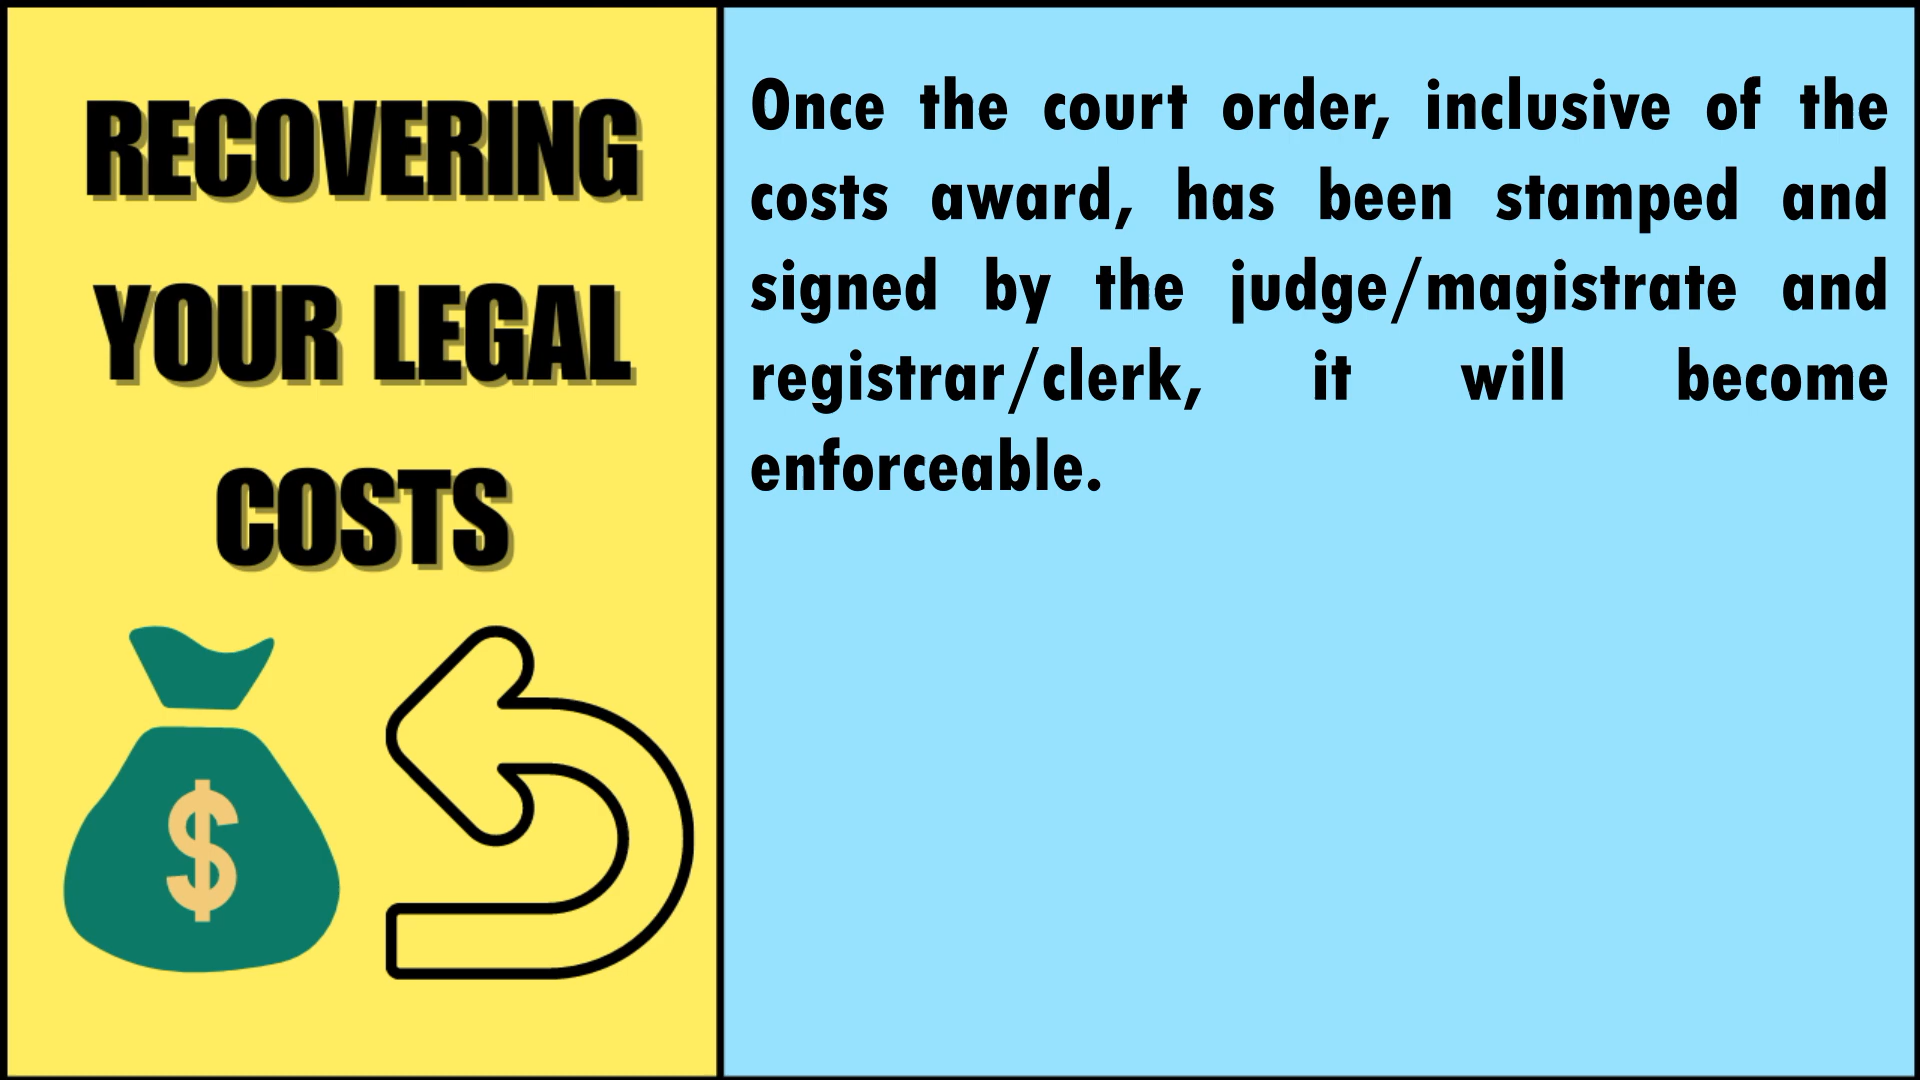 RECOVERING
YOUR LEGAL
COSTS
$
Once the court order, inclusive of the
costs award, has been stamped and
signed by the judge/magistrate and
registrar/clerk, it will become
enforceable.